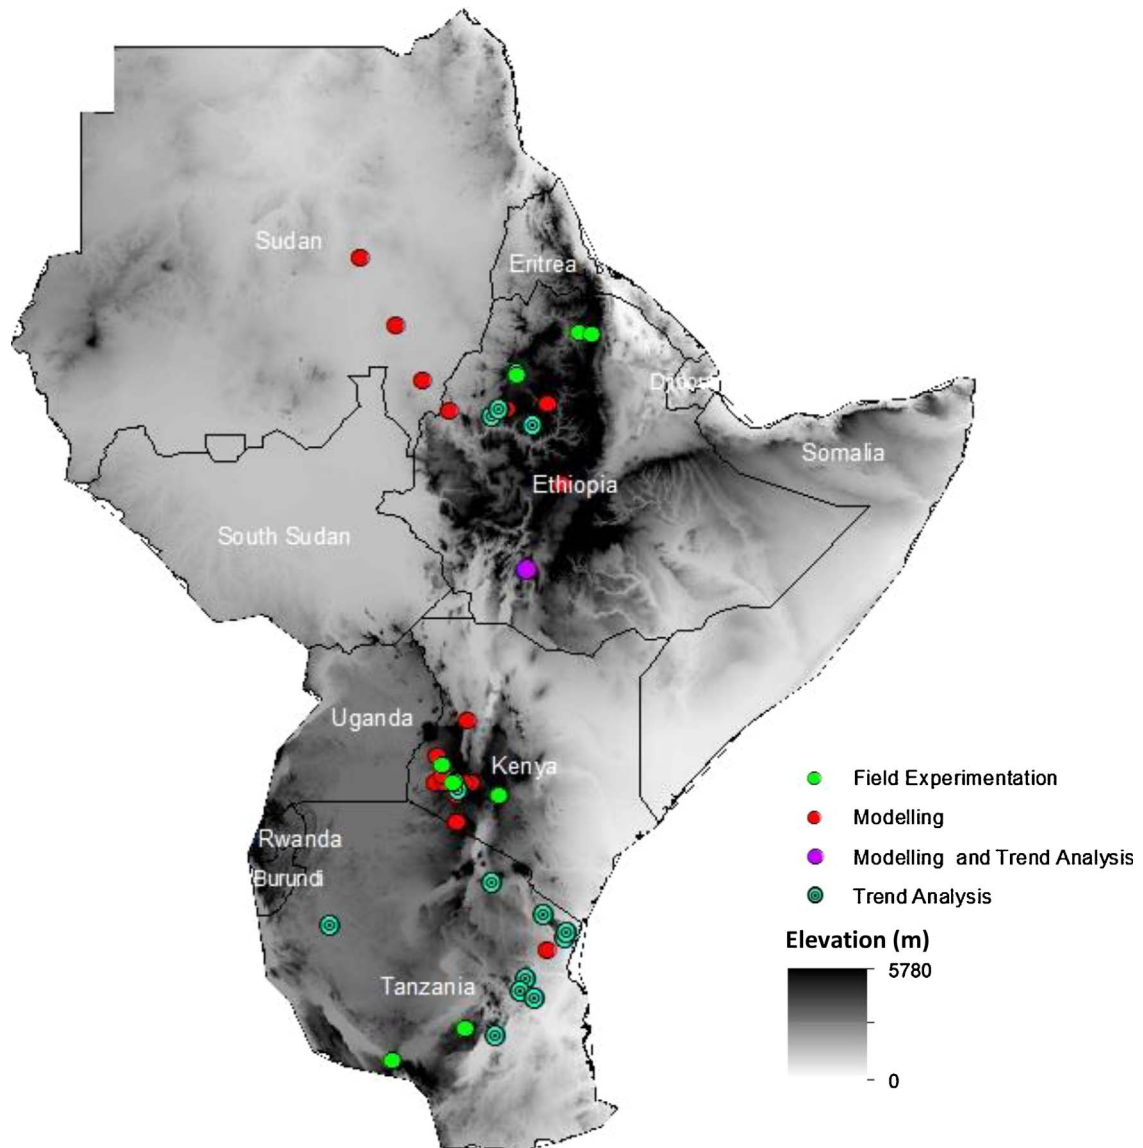 Sudan
Eritrea
Djibouti
Somalia
Ethiopia
South Sudan
Uganda
Kenya
Rwanda
Burundi
Tanzania
Field Experimentation
Modelling
Modelling and Trend Analysis
Trend Analysis
Elevation (m)
5780
0